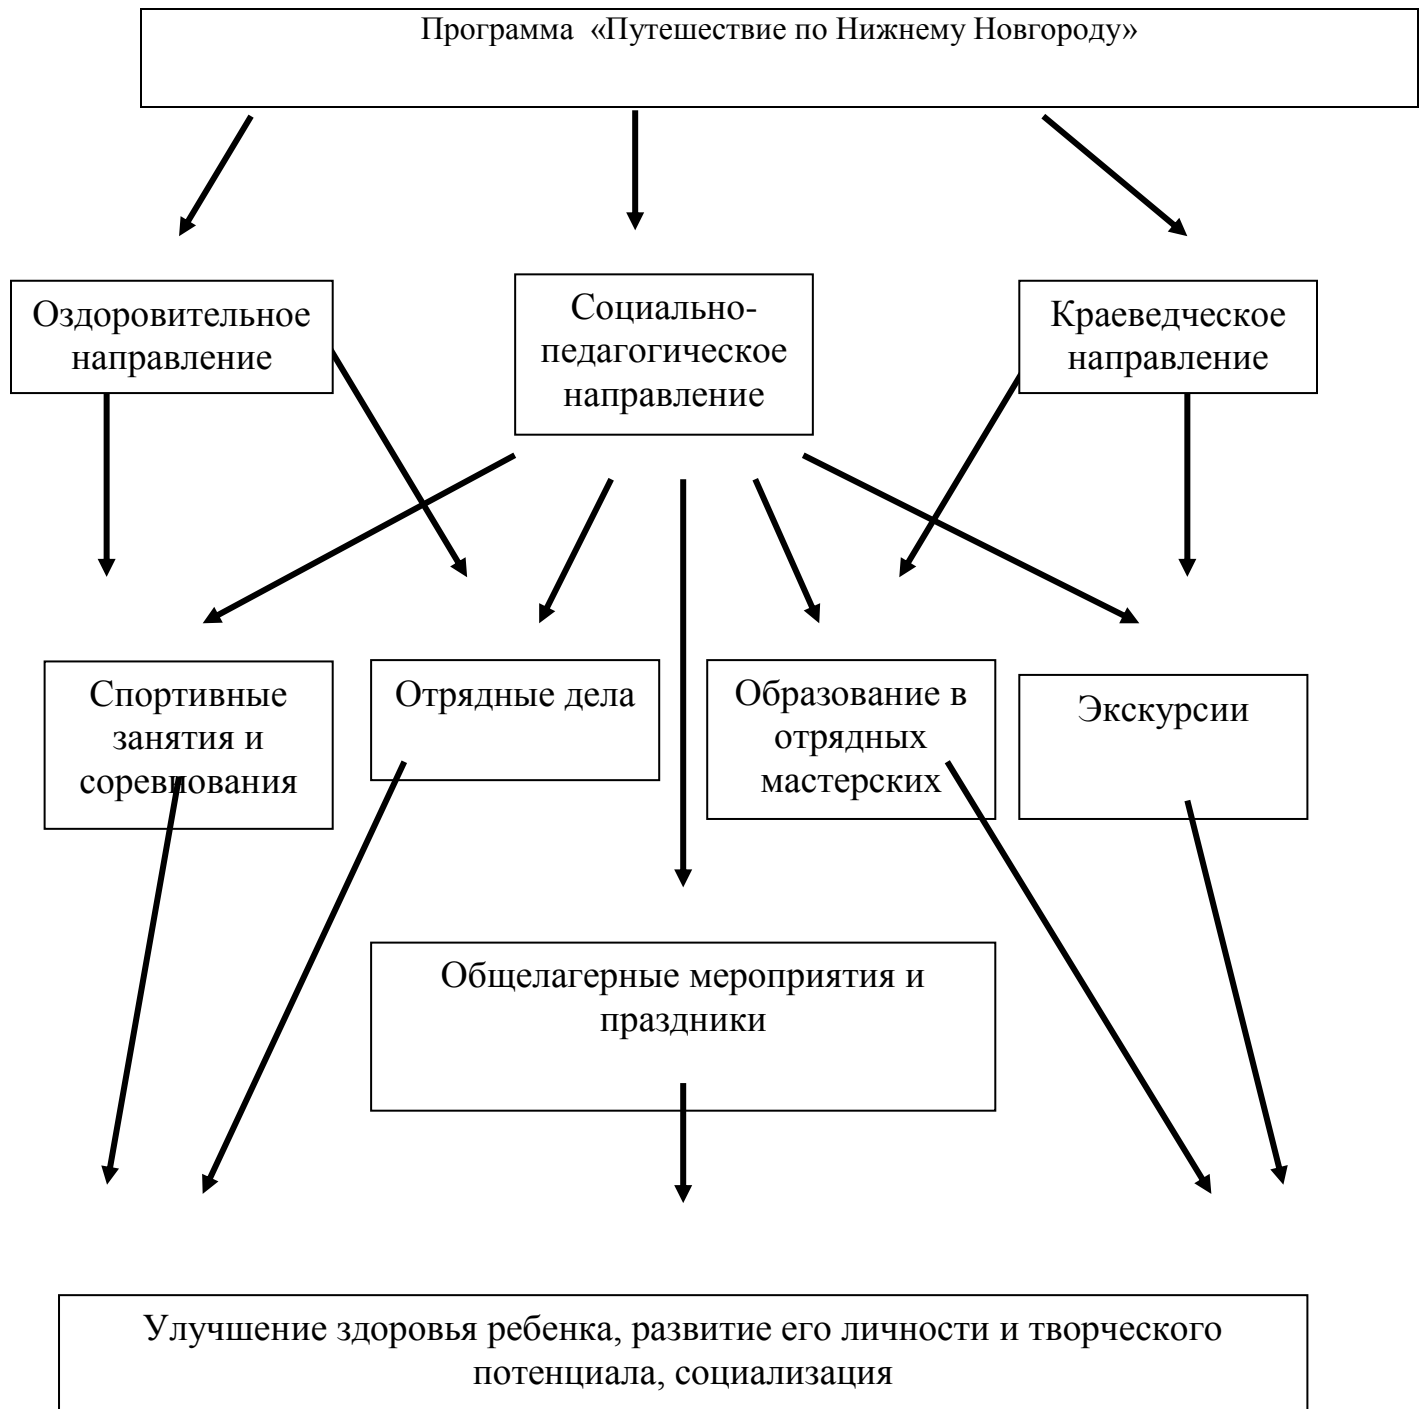 Программа «Путешествие по Нижнему Новгороду»
Оздоровительное
направление
Социально-
педагогическое
направление
Краеведческое
направление
Спортивные
занятия и
соревнования
Отрядные дела
Образование в
отрядных
мастерских
Экскурсии
Общелагерные мероприятия и
праздники
Улучшение здоровья ребенка, развитие его личности и творческого
потенциала, социализация